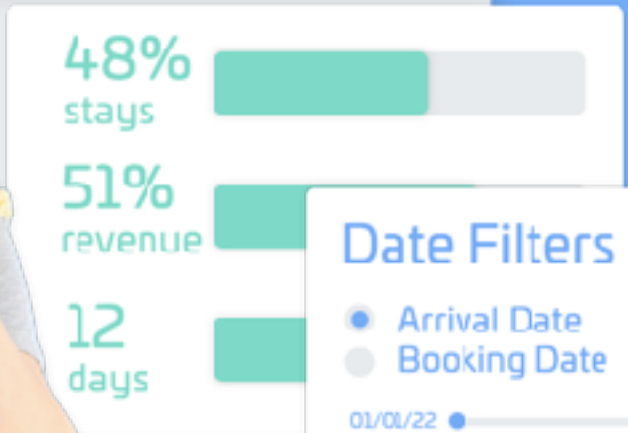 48%
stays
51%
revenue
12
days
Date Filters
Arrival Date
Booking Date
01/01/22